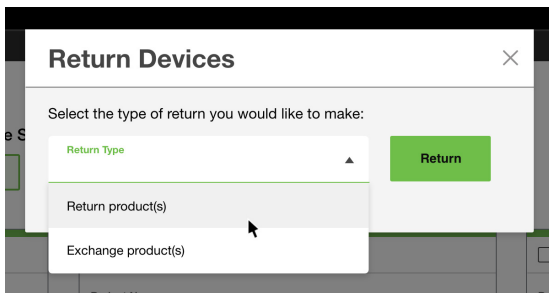 Return Devices
Select the type of return you would like to make:
Return Type
Return
Return product(s)
Exchange product(s)